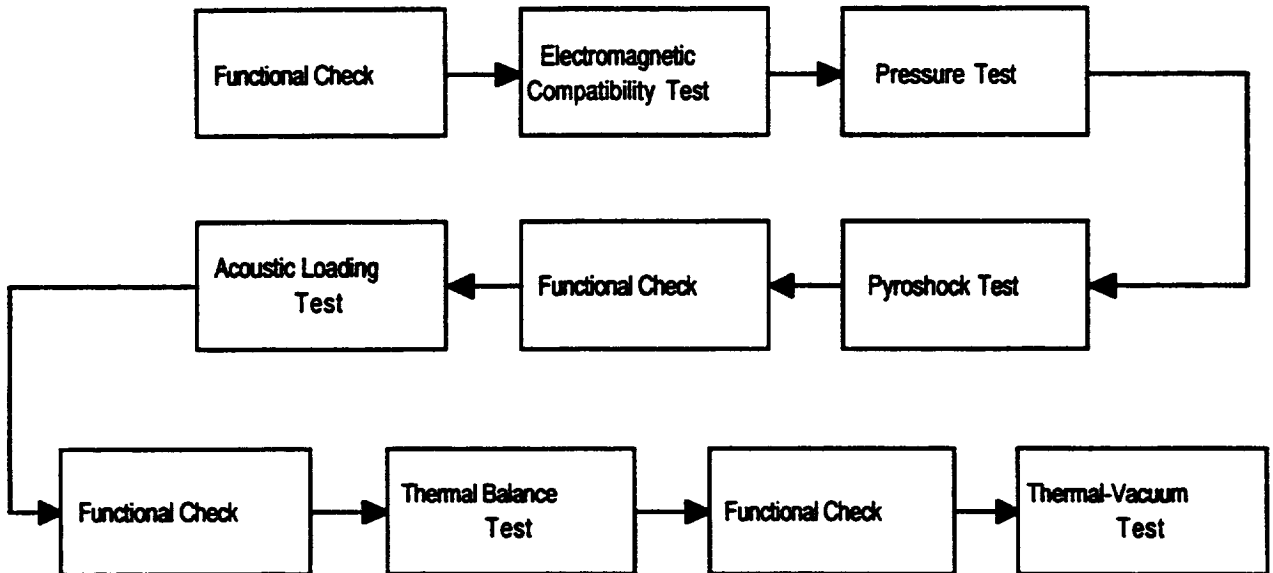 Functional Check
Electromagnetic
Compatibility Test
Pressure Test
Acoustic Loading
Test
Functional Check
Pyroshock Test
Functional Check
Thermal Balance
Test
Functional Check
Thermal-Vacuum
Test